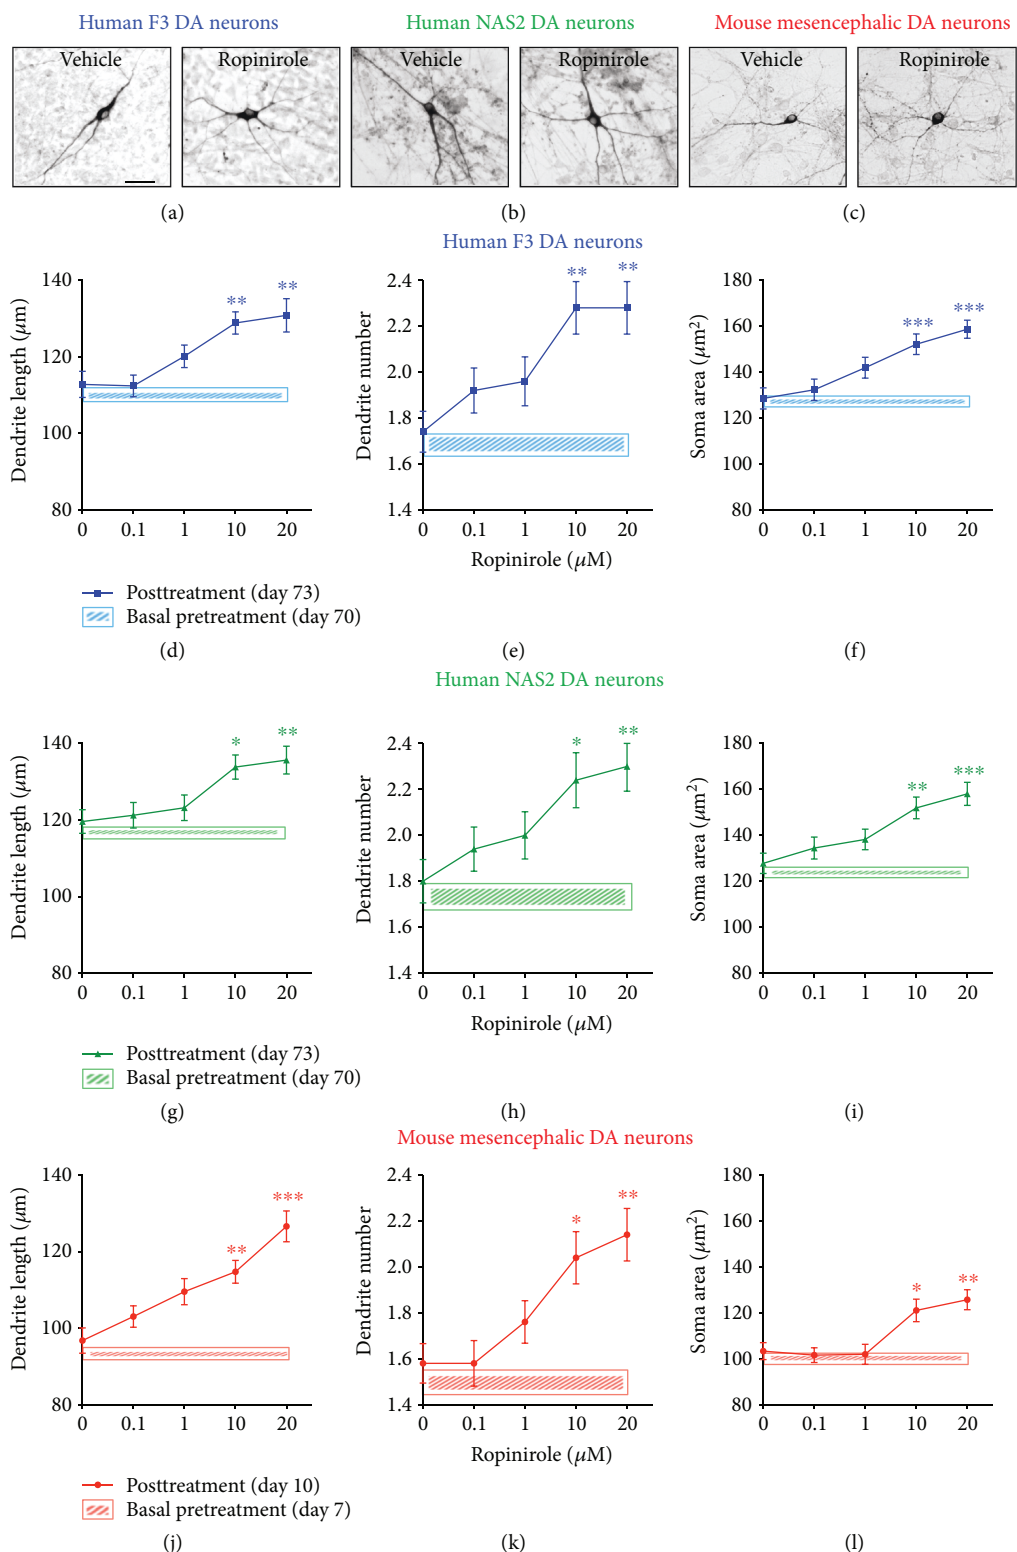 Human F3 DA neurons Human NAS2 DA neurons Mouse mesencephalic DA neurons
Vehicle Ropinirole Vehicle Ropinirole Vehicle Ropinirole
(a) (b) (c)
Human F3 DA neurons
Dendrite length (μm)
140
120
100
80
** **
0 0.1 1 10 20
Dendrite number
2.4
2.2
2.0
1.8
1.6
1.4
** **
0 0.1 1 10 20
Ropinirole (μM)
Soma area (μm²)
180
160
140
120
100
80
*** ***
0 0.1 1 10 20
Posttreatment (day 73)
Basal pretreatment (day 70)
(d) (e) (f)
Human NAS2 DA neurons
Dendrite length (μm)
140
120
100
80
* **
0 0.1 1 10 20
Dendrite number
2.4
2.2
2.0
1.8
1.6
1.4
* **
0 0.1 1 10 20
Ropinirole (μM)
Soma area (μm²)
180
160
140
120
100
80
** ***
0 0.1 1 10 20
Posttreatment (day 73)
Basal pretreatment (day 70)
(g) (h) (i)
Mouse mesencephalic DA neurons
Dendrite length (μm)
140
120
100
80
** ***
0 0.1 1 10 20
Dendrite number
2.4
2.2
2.0
1.8
1.6
1.4
* **
0 0.1 1 10 20
Ropinirole (μM)
Soma area (μm²)
180
160
140
120
100
80
* **
0 0.1 1 10 20
Posttreatment (day 10)
Basal pretreatment (day 7)
(j) (k) (l)